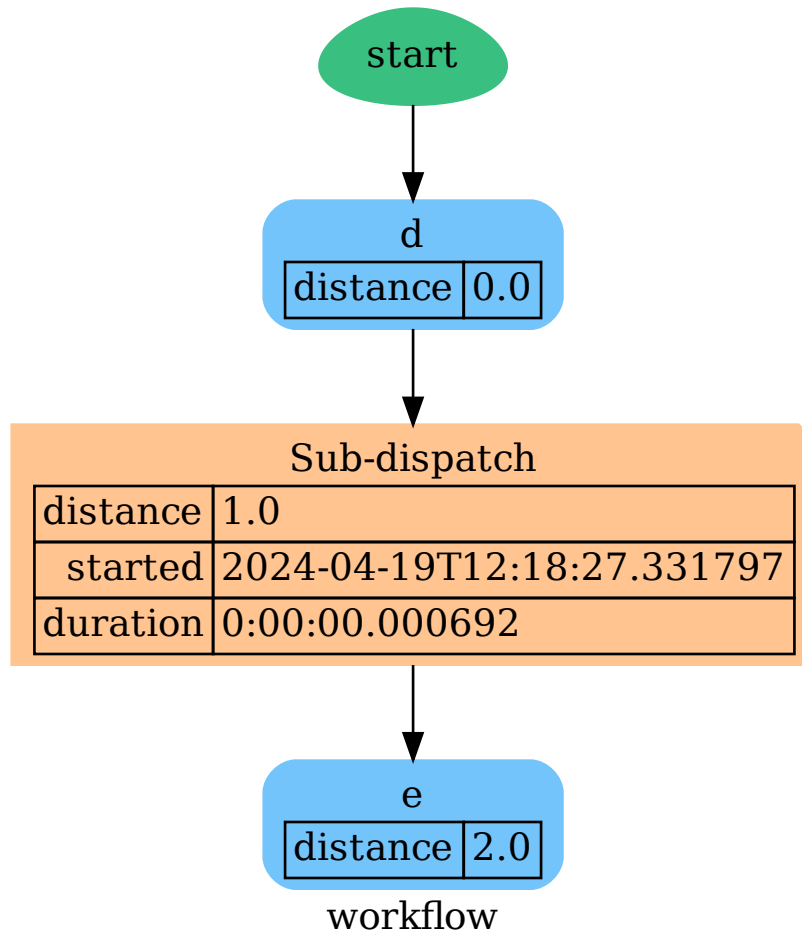 start
d
distance 0.0
Sub-dispatch
distance 1.0
started 2024-04-19T12:18:27.331797
duration 0:00:00.000692
e
distance 2.0
workflow